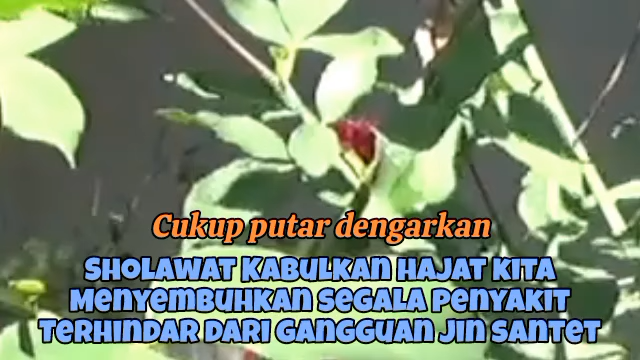 Cukup putar dengarkan
SHOLAWAT KABULKAN HAJAT KITA
MENYEMBUHKAN SEGALA PENYAKIT
TERHINDAR DARI GANGGUAN JIN SANTET